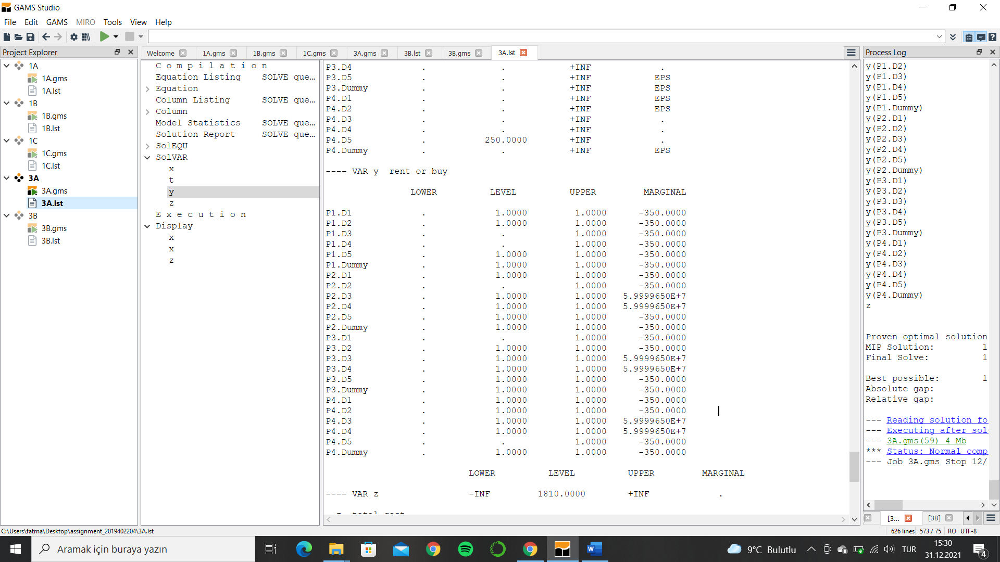 GAMS Studio
File Edit GAMS MIRO Tools View Help
Project Explorer
1A
1A.gms
1A.lst
1B
1B.gms
1B.lst
1C
1C.gms
1C.lst
3A
3A.gms
3A.lst
3B
3B.gms
3B.lst
Welcome 1A.gms 1B.gms 1C.gms 3A.gms 3B.lst 3B.gms 3A.lst
C o m p i l a t i o n
Equation Listing SOLVE que...
Equation
Column Listing SOLVE que...
Column
Model Statistics SOLVE que...
Solution Report SOLVE que...
SolEQU
SolVAR
x
t
y
z
E x e c u t i o n
Display
x
x
z
P3.D4 . . +INF .
P3.D5 . . +INF EPS
P3.Dummy . . +INF EPS
P4.D1 . . +INF EPS
P4.D2 . . +INF EPS
P4.D3 . . +INF .
P4.D4 . . +INF .
P4.D5 . 250.0000 +INF .
P4.Dummy . . +INF EPS
---- VAR y rent or buy
LOWER LEVEL UPPER MARGINAL
P1.D1 . 1.0000 1.0000 -350.0000
P1.D2 . 1.0000 1.0000 -350.0000
P1.D3 . . 1.0000 -350.0000
P1.D4 . . 1.0000 -350.0000
P1.D5 . 1.0000 1.0000 -350.0000
P1.Dummy . 1.0000 1.0000 -350.0000
P2.D1 . 1.0000 1.0000 -350.0000
P2.D2 . . 1.0000 -350.0000
P2.D3 . 1.0000 1.0000 5.9999650E+7
P2.D4 . 1.0000 1.0000 5.9999650E+7
P2.D5 . 1.0000 1.0000 -350.0000
P2.Dummy . 1.0000 1.0000 -350.0000
P3.D1 . . 1.0000 -350.0000
P3.D2 . 1.0000 1.0000 -350.0000
P3.D3 . 1.0000 1.0000 5.9999650E+7
P3.D4 . 1.0000 1.0000 5.9999650E+7
P3.D5 . 1.0000 1.0000 -350.0000
P3.Dummy . 1.0000 1.0000 -350.0000
P4.D1 . 1.0000 1.0000 -350.0000
P4.D2 . 1.0000 1.0000 -350.0000
P4.D3 . 1.0000 1.0000 5.9999650E+7
P4.D4 . 1.0000 1.0000 5.9999650E+7
P4.D5 . . 1.0000 -350.0000
P4.Dummy . 1.0000 1.0000 -350.0000
LOWER LEVEL UPPER MARGINAL
---- VAR z -INF 1810.0000 +INF .
z total cost
Process Log
y(P1.D2)
y(P1.D3)
y(P1.D4)
y(P1.D5)
y(P1.Dummy)
y(P2.D1)
y(P2.D2)
y(P2.D3)
y(P2.D4)
y(P2.D5)
y(P2.Dummy)
y(P3.D1)
y(P3.D2)
y(P3.D3)
y(P3.D4)
y(P3.D5)
y(P3.Dummy)
y(P4.D1)
y(P4.D2)
y(P4.D3)
y(P4.D4)
y(P4.D5)
y(P4.Dummy)
z
Proven optimal solution
MIP Solution: 1
Final Solve: 1
Best possible: 1
Absolute gap:
Relative gap:
--- Reading solution fo
--- Executing after sol
--- 3A.gms(59) 4 Mb
*** Status: Normal comp
--- Job 3A.gms Stop 12/
[3... [3B]
C:\Users\fatma\Desktop\assignment_2019402204\3A.lst
626 lines 573 / 75 RO UTF-8
Aramak için buraya yazın
9°C Bulutlu
TUR
15:30
31.12.2021
4